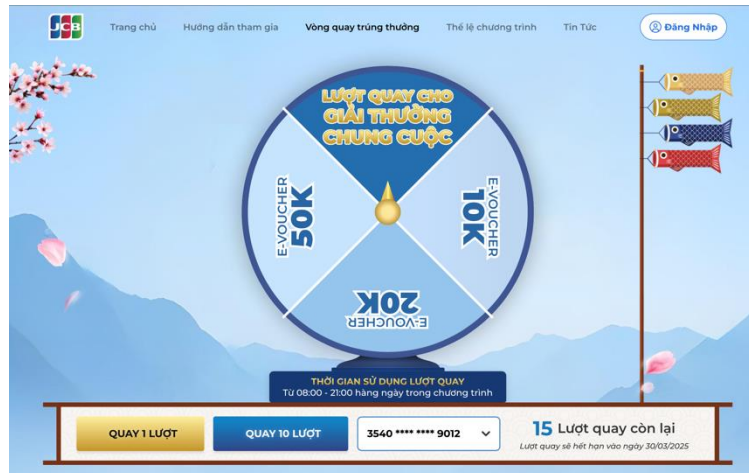 JCB
Trang chủ
Hướng dẫn tham gia
Vòng quay trúng thưởng
Thể lệ chương trình
Tin Tức
Đăng Nhập
LƯỢT QUAY CHO
GIẢI THƯỞNG
CHUNG CUỘC
E-VOUCHER
50K
E-VOUCHER
10K
E-VOUCHER
20K
THỜI GIAN SỬ DỤNG LƯỢT QUAY
Từ 08:00 - 21:00 hàng ngày trong chương trình
QUAY 1 LƯỢT
QUAY 10 LƯỢT
3540 **** **** 9012
15 Lượt quay còn lại
Lượt quay sẽ hết hạn vào ngày 30/03/2025